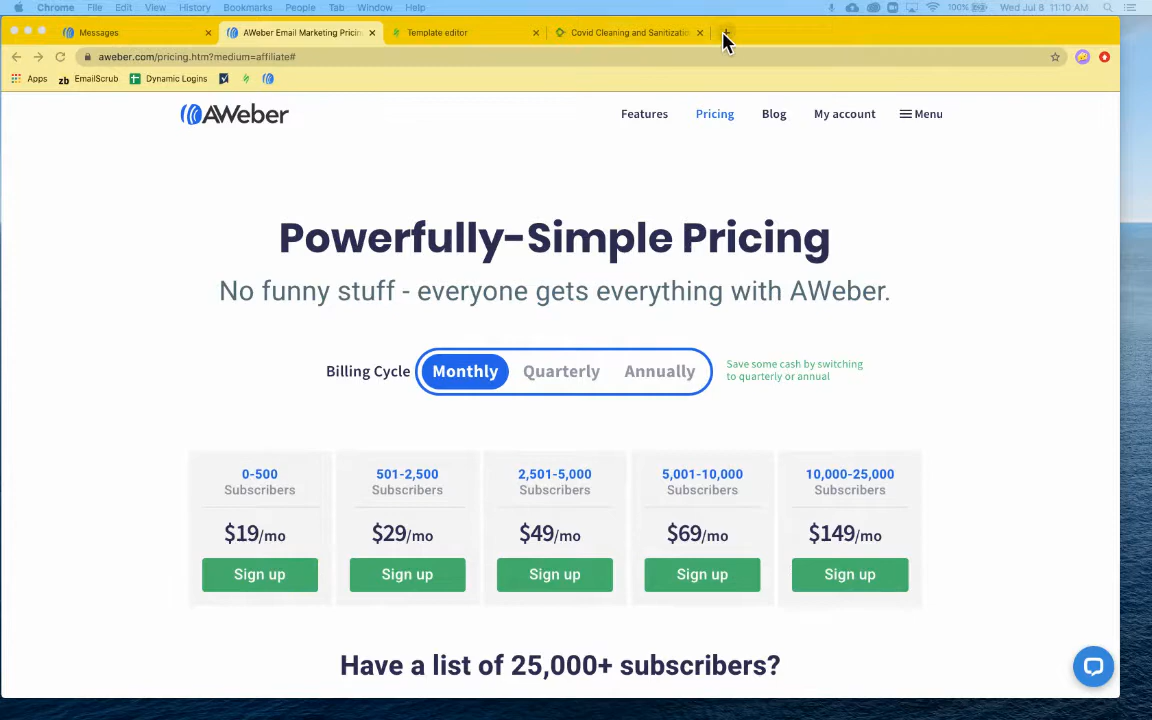 Chrome File Edit View History Bookmarks People Tab Window Help 100% Wed Jul 8 11:10 AM
Messages AWeber Email Marketing Pricin Template editor Covid Cleaning and Sanitizatio
aweber.com/pricing.htm?medium=affiliate#
Apps zb EmailScrub Dynamic Logins
AWeber Features Pricing Blog My account Menu
Powerfully-Simple Pricing
No funny stuff - everyone gets everything with AWeber.
Billing Cycle Monthly Quarterly Annually
Save some cash by switching
to quarterly or annual
0-500 501-2,500 2,501-5,000 5,001-10,000 10,000-25,000
Subscribers Subscribers Subscribers Subscribers Subscribers
$19/mo $29/mo $49/mo $69/mo $149/mo
Sign up Sign up Sign up Sign up Sign up
Have a list of 25,000+ subscribers?